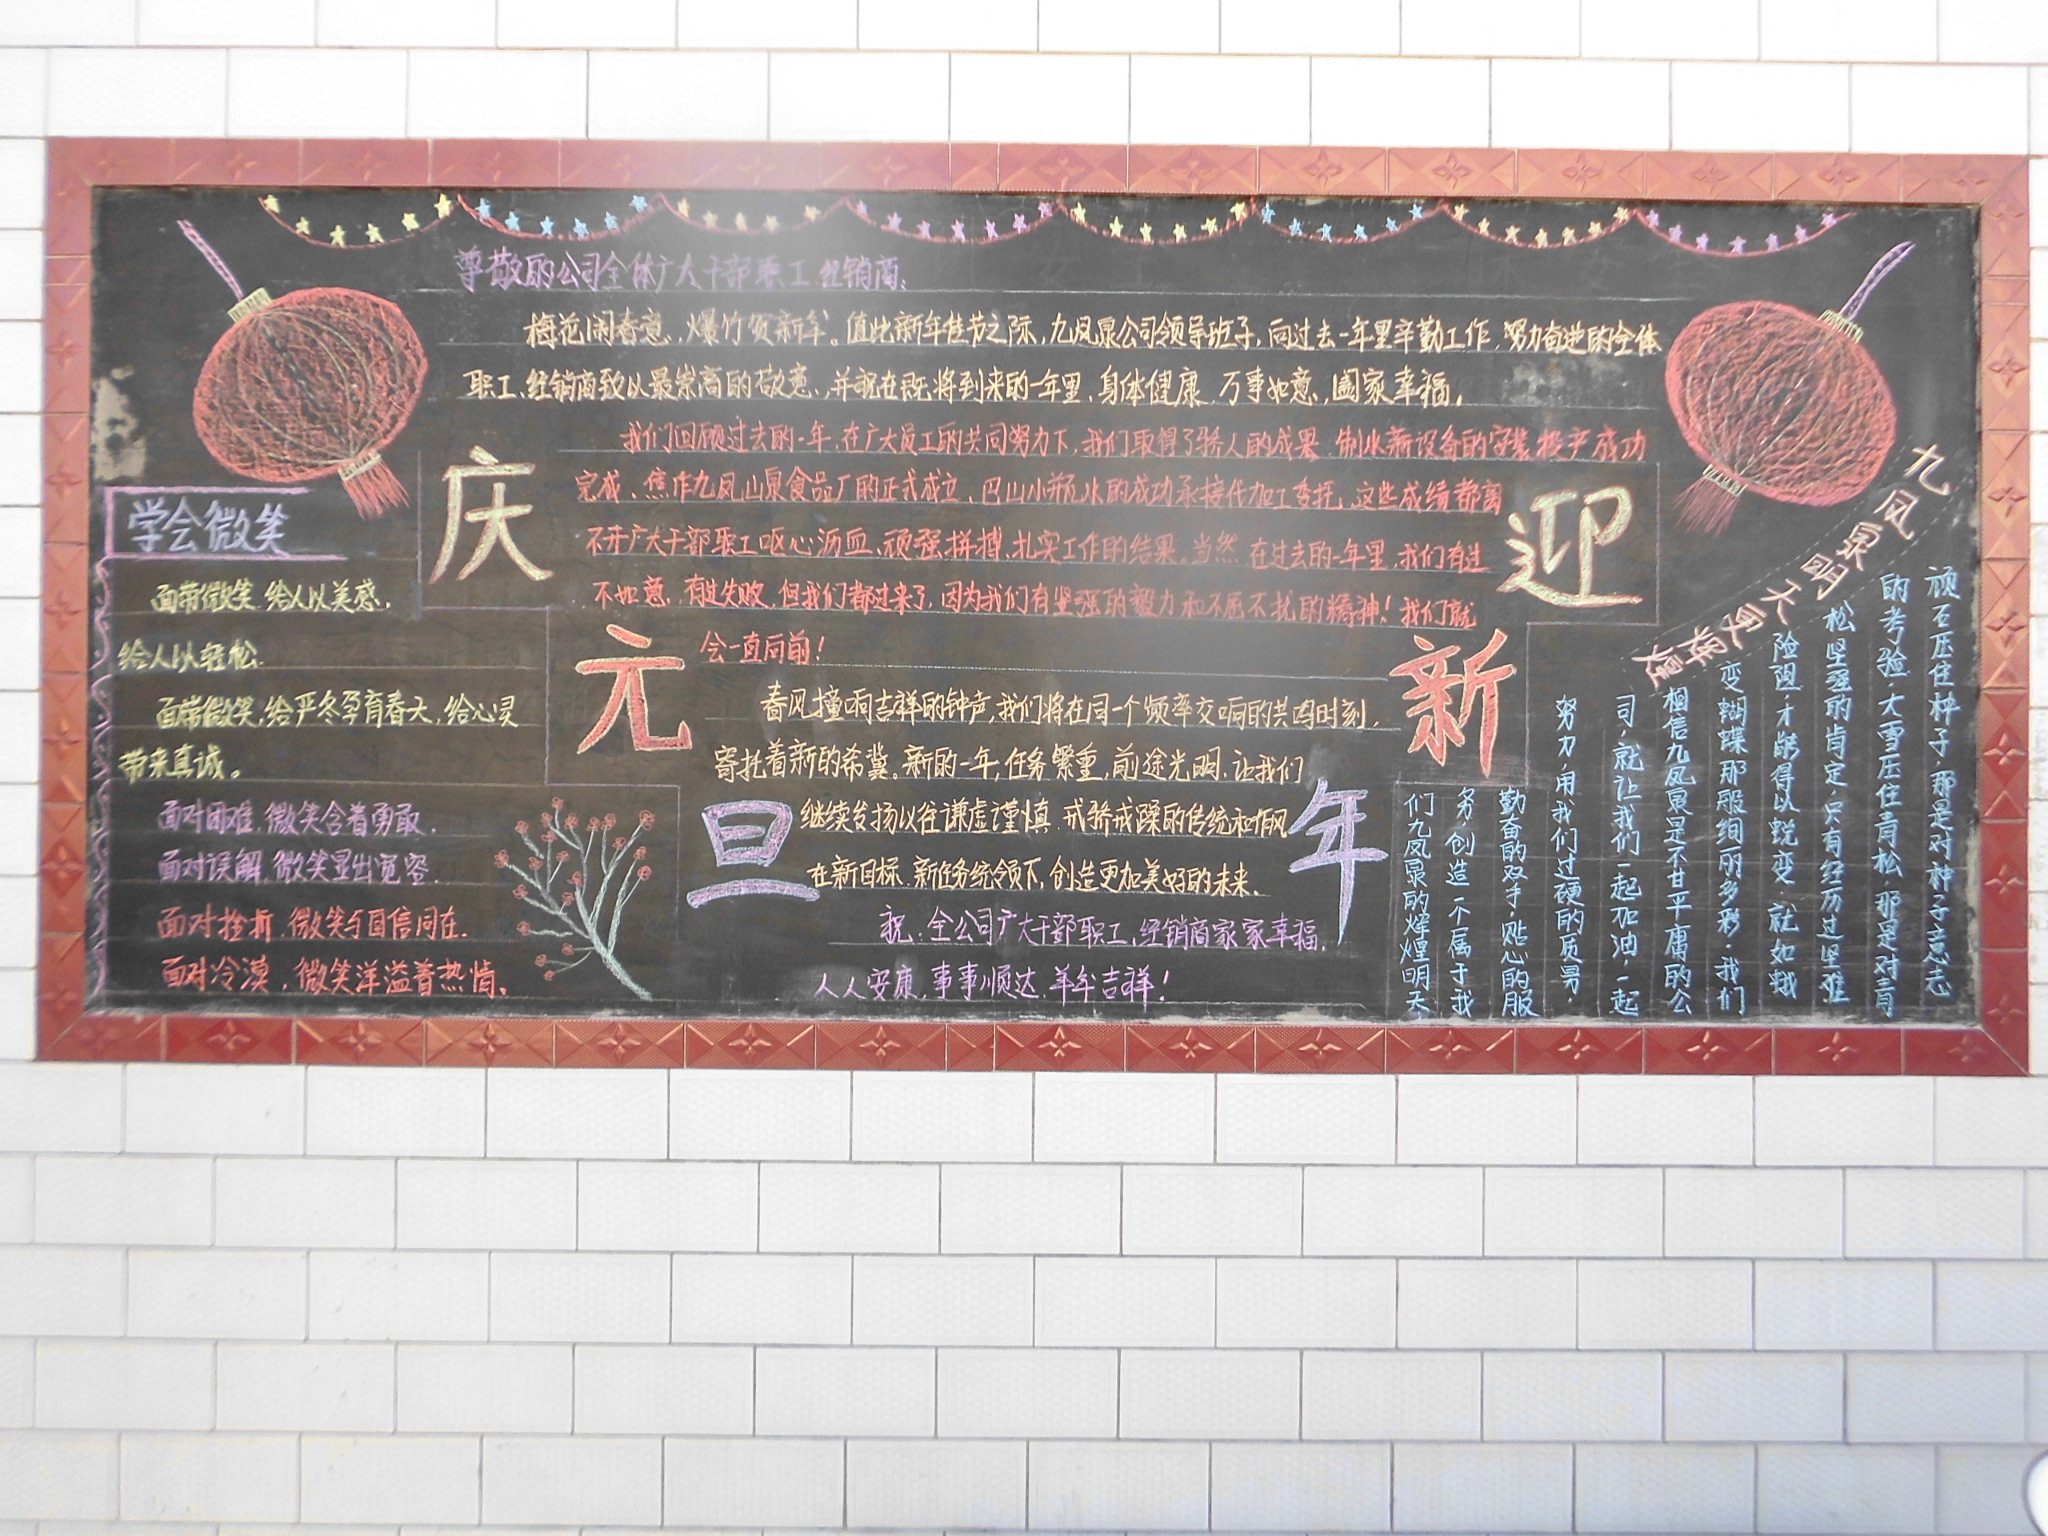 尊敬的公司全体广大干部职工、经销商:
梅花闹春意,爆竹贺新年。值此新年佳节之际,九凤泉公司领导班子,向过去一年里辛勤工作,努力奋进的全体
职工、经销商致以最崇高的敬意,并祝在既将到来的一年里,身体健康,万事如意,阖家幸福。
我们回顾过去的一年,在广大员工的共同努力下,我们取得了骄人的成果,制水新设备的安装投产成功
完成、焦作九凤山泉食品厂的正式成立、巴山小瓶水的成功承接代加工委托,这些成绩都离
不开广大干部职工呕心沥血、顽强拼搏、扎实工作的结果。当然,在过去的一年里,我们有过
不如意,有过失败,但我们都过来了,因为我们有坚强的毅力和不屈不扰的精神!我们就
会一直向前!
春风撞响吉祥的钟声,我们将在同一个频率交响的共鸣时刻,
寄托着新的希冀。新的一年,任务繁重,前途光明,让我们
继续发扬以往谦虚谨慎,戒骄戒躁的传统和作风
在新目标、新任务统领下,创造更加美好的未来。
祝:全公司广大干部职工、经销商家家幸福,
人人安康,事事顺达,羊年吉祥!
庆
元
旦
迎
新
年
学会微笑
面带微笑,给人以美感,
给人以轻松。
面带微笑,给严冬孕育春天,给心灵
带来真诚。
面对困难,微笑含着勇敢,
面对误解,微笑显出宽容。
面对挫折,微笑与自信同在,
面对冷漠,微笑洋溢着热情。
九凤泉明天更辉煌
顽石压住种子,那是对种子意志
的考验,大雪压住青松,那是对青
松坚强的肯定,只有经历过坚难
险阻才能得以蜕变,就如蛾
变蝴蝶那般绚丽多彩,我们
相信九凤泉是不甘平庸的公
司,就让我们一起加油,一起
努力,用我们过硬的质男,
勤奋的双手,贴心的服
务,创造一个属于我
们九凤泉的辉煌明天,